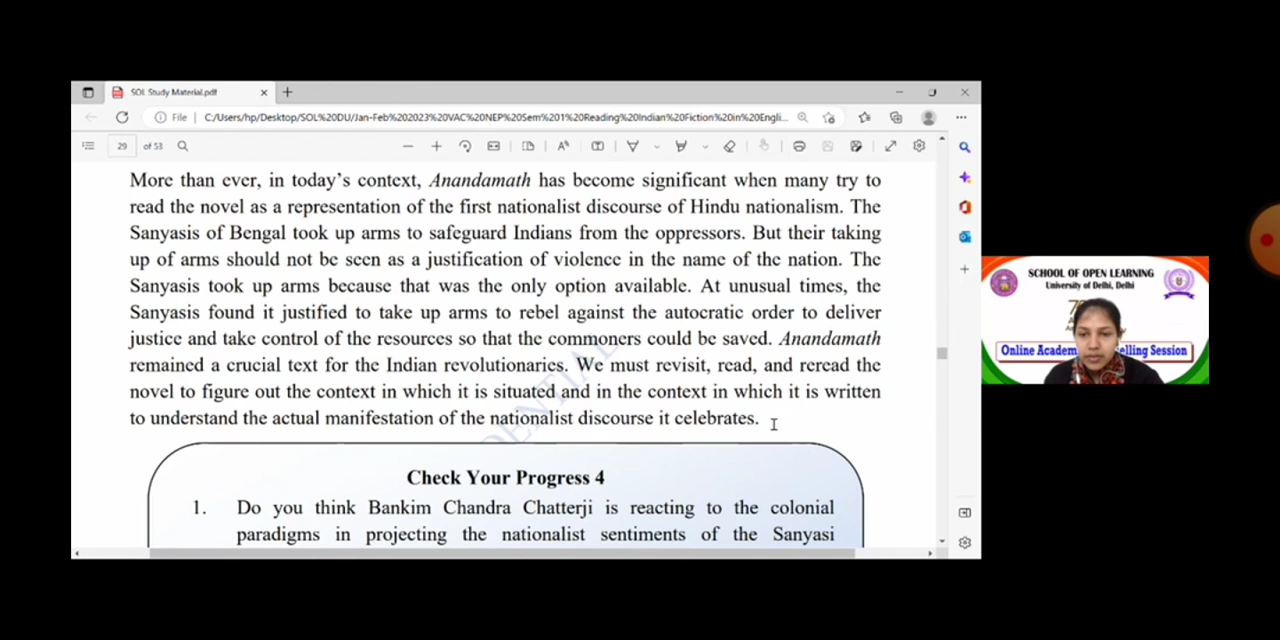 SOL Study Material.pdf
File C:/Users/hp/Desktop/SOL%20DU/Jan-Feb%202023%20VAC%20NEP%20Sem%201%20Reading%20Indian%20Fiction%20in%20Engli...
29 of 53
More than ever, in today's context, Anandamath has become significant when many try to
read the novel as a representation of the first nationalist discourse of Hindu nationalism. The
Sanyasis of Bengal took up arms to safeguard Indians from the oppressors. But their taking
up of arms should not be seen as a justification of violence in the name of the nation. The
Sanyasis took up arms because that was the only option available. At unusual times, the
Sanyasis found it justified to take up arms to rebel against the autocratic order to deliver
justice and take control of the resources so that the commoners could be saved. Anandamath
remained a crucial text for the Indian revolutionaries. We must revisit, read, and reread the
novel to figure out the context in which it is situated and in the context in which it is written
to understand the actual manifestation of the nationalist discourse it celebrates.
Check Your Progress 4
1. Do you think Bankim Chandra Chatterji is reacting to the colonial
paradigms in projecting the nationalist sentiments of the Sanyasi
SCHOOL OF OPEN LEARNING
University of Delhi, Delhi
Online Academ elling Session